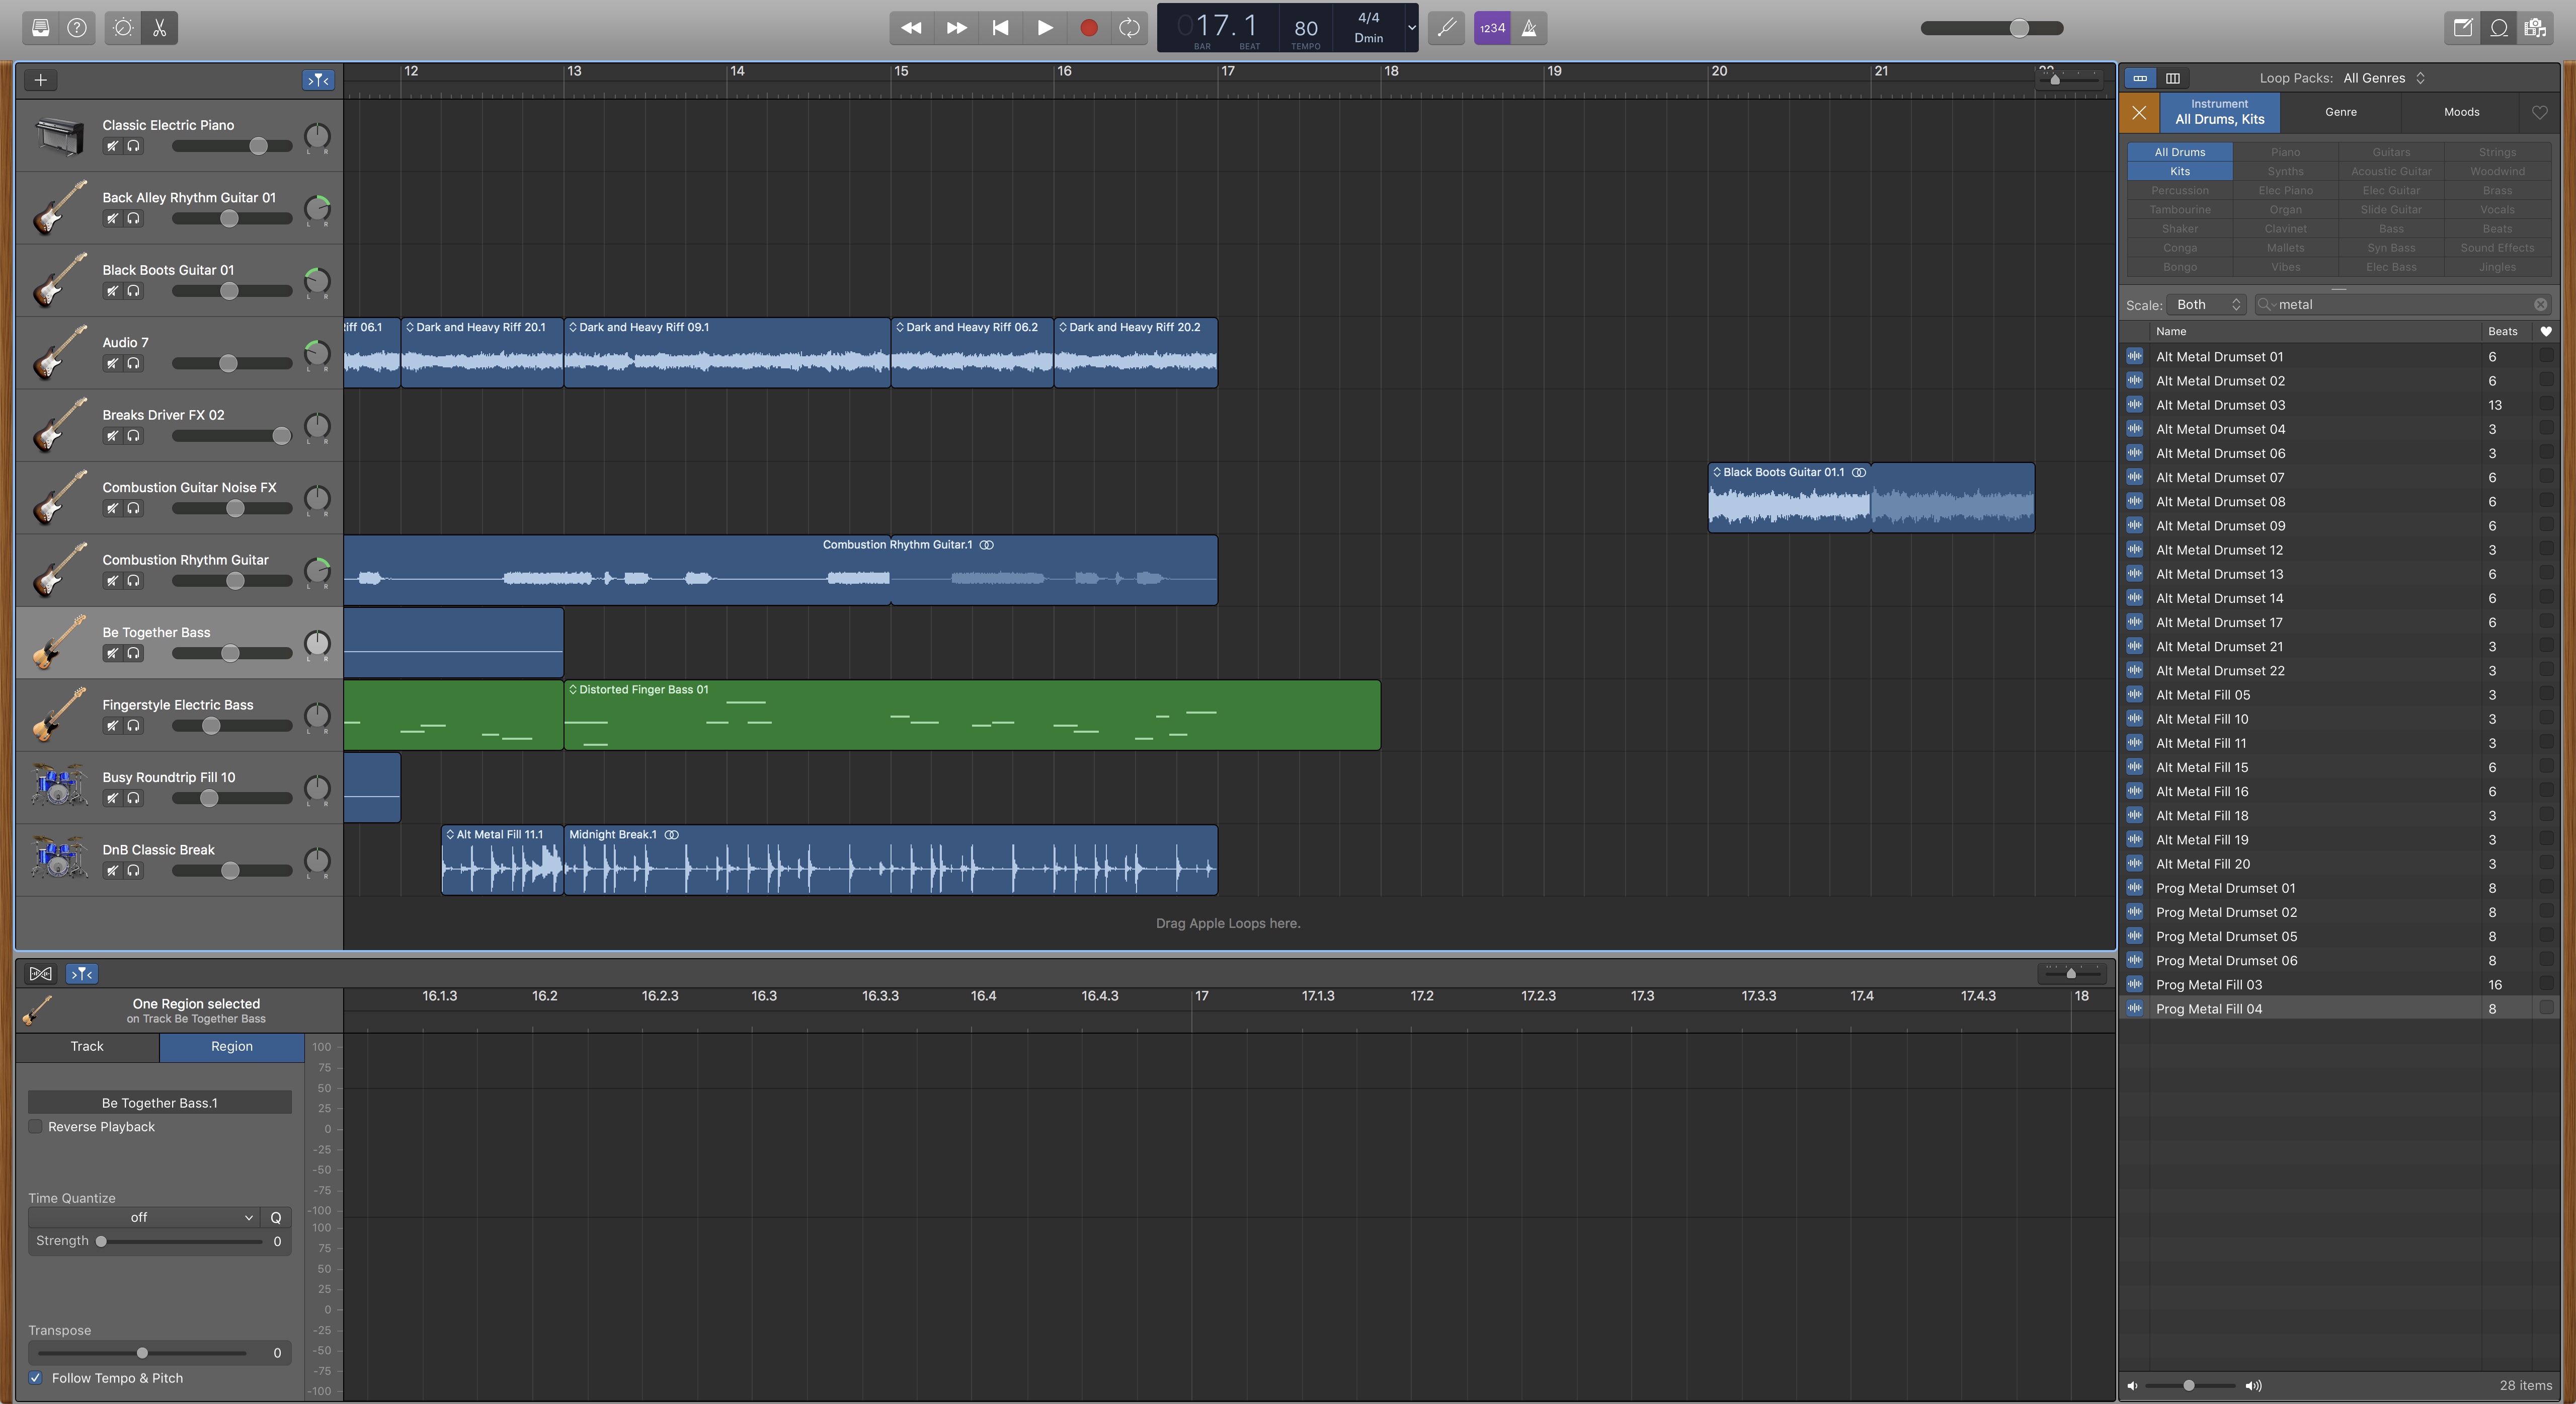 017.1
BAR BEAT
80
TEMPO
4/4
Dmin
1234
12 13 14 15 16 17 18 19 20 21
Classic Electric Piano
L R
Back Alley Rhythm Guitar 01
L R
Black Boots Guitar 01
L R
Audio 7
L R
Breaks Driver FX 02
L R
Combustion Guitar Noise FX
L R
Combustion Rhythm Guitar
L R
Be Together Bass
L R
Fingerstyle Electric Bass
L R
Busy Roundtrip Fill 10
L R
DnB Classic Break
L R
iff 06.1 Dark and Heavy Riff 20.1 Dark and Heavy Riff 09.1 Dark and Heavy Riff 06.2 Dark and Heavy Riff 20.2
Black Boots Guitar 01.1
Combustion Rhythm Guitar.1
Distorted Finger Bass 01
Alt Metal Fill 11.1 Midnight Break.1
Drag Apple Loops here.
One Region selected
on Track Be Together Bass
Track Region
Be Together Bass.1
Reverse Playback
Time Quantize
off Q
Strength 0
Transpose
0
Follow Tempo & Pitch
16.1.3 16.2 16.2.3 16.3 16.3.3 16.4 16.4.3 17 17.1.3 17.2 17.2.3 17.3 17.3.3 17.4 17.4.3 18
100
75
50
25
0
-25
-50
-75
-100
100
75
50
25
0
-25
-50
-75
-100
Loop Packs: All Genres
Instrument
All Drums, Kits
Genre Moods
All Drums Piano Guitars Strings
Kits Synths Acoustic Guitar Woodwind
Percussion Elec Piano Elec Guitar Brass
Tambourine Organ Slide Guitar Vocals
Shaker Clavinet Bass Beats
Conga Mallets Syn Bass Sound Effects
Bongo Vibes Elec Bass Jingles
Scale: Both metal
Name Beats
Alt Metal Drumset 01 6
Alt Metal Drumset 02 6
Alt Metal Drumset 03 13
Alt Metal Drumset 04 3
Alt Metal Drumset 06 3
Alt Metal Drumset 07 6
Alt Metal Drumset 08 6
Alt Metal Drumset 09 6
Alt Metal Drumset 12 3
Alt Metal Drumset 13 6
Alt Metal Drumset 14 6
Alt Metal Drumset 17 6
Alt Metal Drumset 21 3
Alt Metal Drumset 22 3
Alt Metal Fill 05 3
Alt Metal Fill 10 3
Alt Metal Fill 11 3
Alt Metal Fill 15 6
Alt Metal Fill 16 6
Alt Metal Fill 18 3
Alt Metal Fill 19 3
Alt Metal Fill 20 3
Prog Metal Drumset 01 8
Prog Metal Drumset 02 8
Prog Metal Drumset 05 8
Prog Metal Drumset 06 8
Prog Metal Fill 03 16
Prog Metal Fill 04 8
28 items